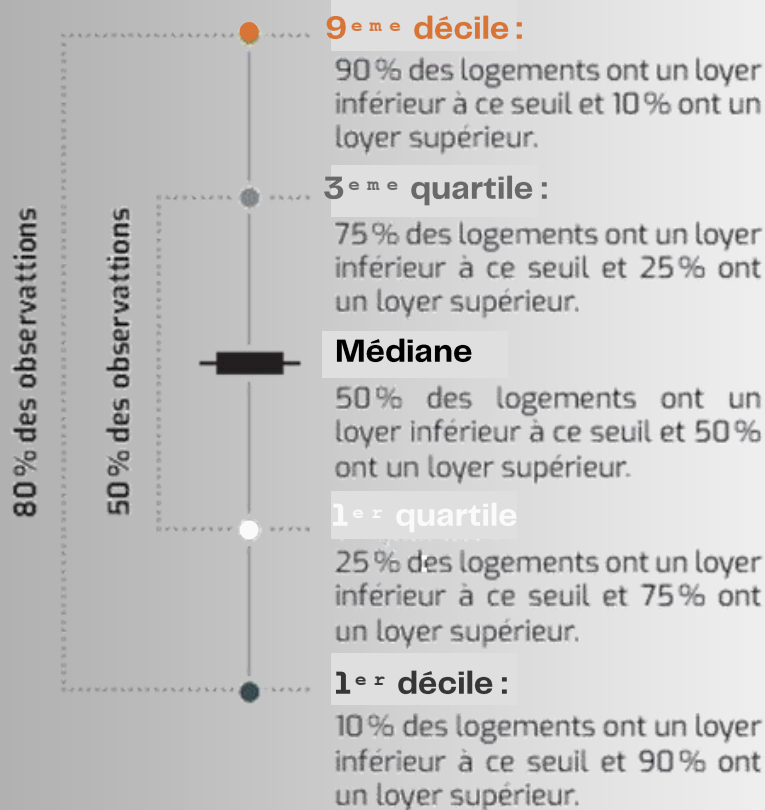 9eme décile :
90 % des logements ont un loyer
inférieur à ce seuil et 10 % ont un
loyer supérieur.
3eme quartile :
75 % des logements ont un loyer
inférieur à ce seuil et 25 % ont
un loyer supérieur.
Médiane
50 % des logements ont un
loyer inférieur à ce seuil et 50 %
ont un loyer supérieur.
1er quartile
25 % des logements ont un loyer
inférieur à ce seuil et 75 % ont
un loyer supérieur.
1er décile :
10 % des logements ont un loyer
inférieur à ce seuil et 90 % ont
un loyer supérieur.
80 % des observattions
50 % des observattions